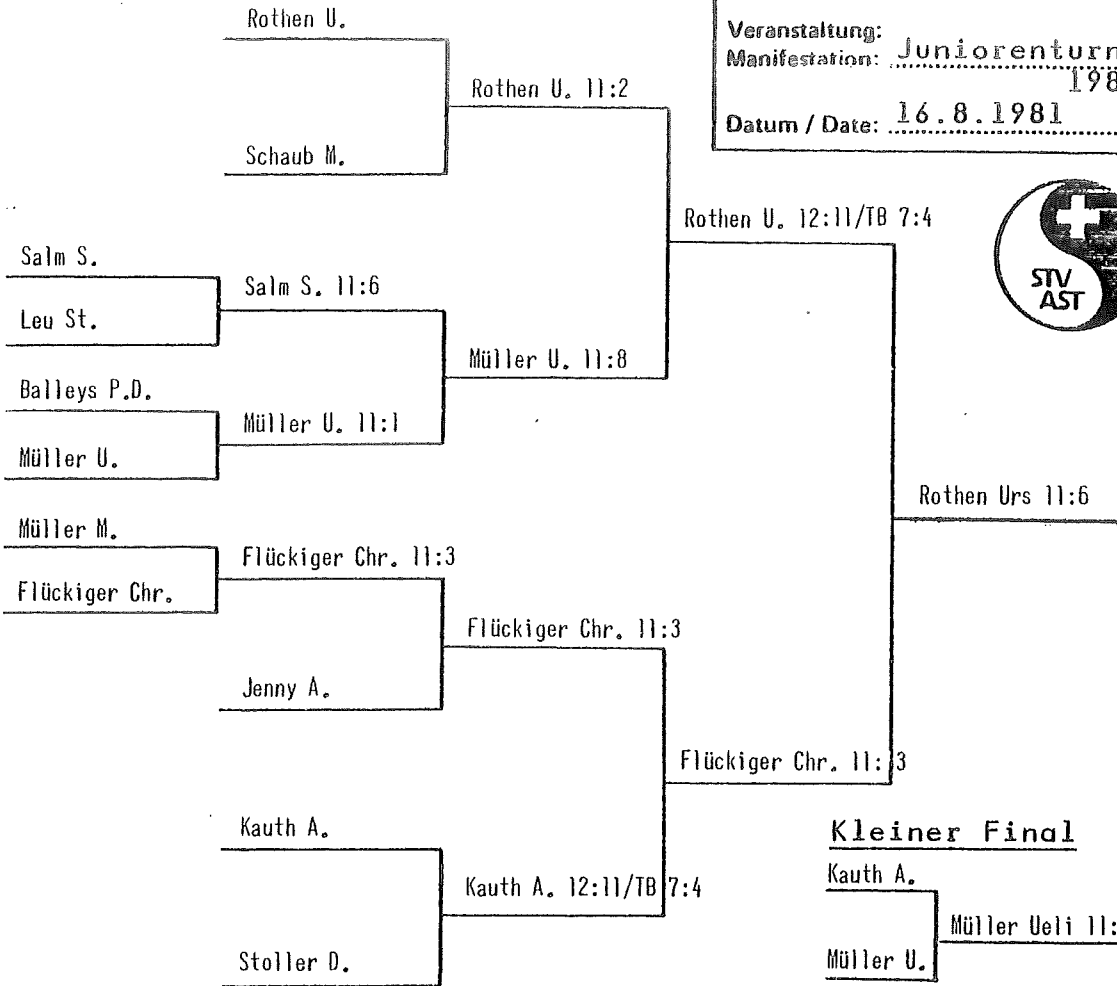 Rothen U.
Veranstaltung:
Manifestation: Juniorenturn
198
Datum / Date: 16.8.1981
Rothen U. 11:2
Schaub M.
Rothen U. 12:11/TB 7:4
STV
AST
Salm S.
Salm S. 11:6
Leu St.
Müller U. 11:8
Balleys P.D.
Müller U. 11:1
Müller U.
Rothen Urs 11:6
Müller M.
Flückiger Chr. 11:3
Flückiger Chr.
Flückiger Chr. 11:3
Jenny A.
Flückiger Chr. 11:3
Kauth A.
Kleiner Final
Kauth A.
Kauth A. 12:11/TB 7:4
Müller Ueli 11:
Müller U.
Stoller D.